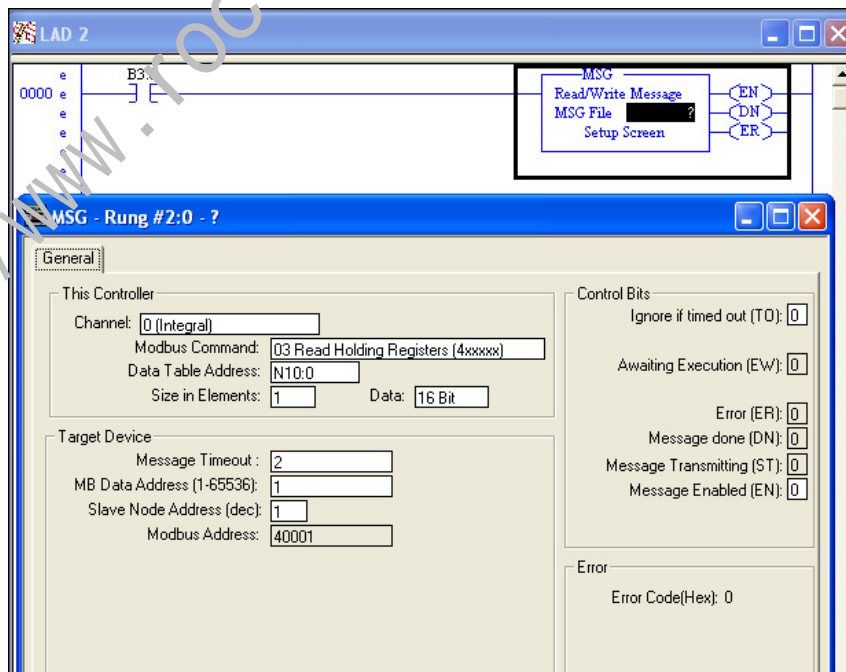 LAD 2
www.roc
e
B3:
MSG
0000 e
Read/Write Message
EN
e
MSG File ?
DN
e
Setup Screen
ER
e
e
MSG - Rung #2:0 - ?
General
This Controller
Channel: 0 (Integral)
Modbus Command: 03 Read Holding Registers (4xxxxx)
Data Table Address: N10:0
Size in Elements: 1 Data: 16 Bit
Target Device
Message Timeout : 2
MB Data Address (1-65536): 1
Slave Node Address (dec): 1
Modbus Address: 40001
Control Bits
Ignore if timed out (TO): 0
Awaiting Execution (EW): 0
Error (ER): 0
Message done (DN): 0
Message Transmitting (ST): 0
Message Enabled (EN): 0
Error
Error Code(Hex): 0